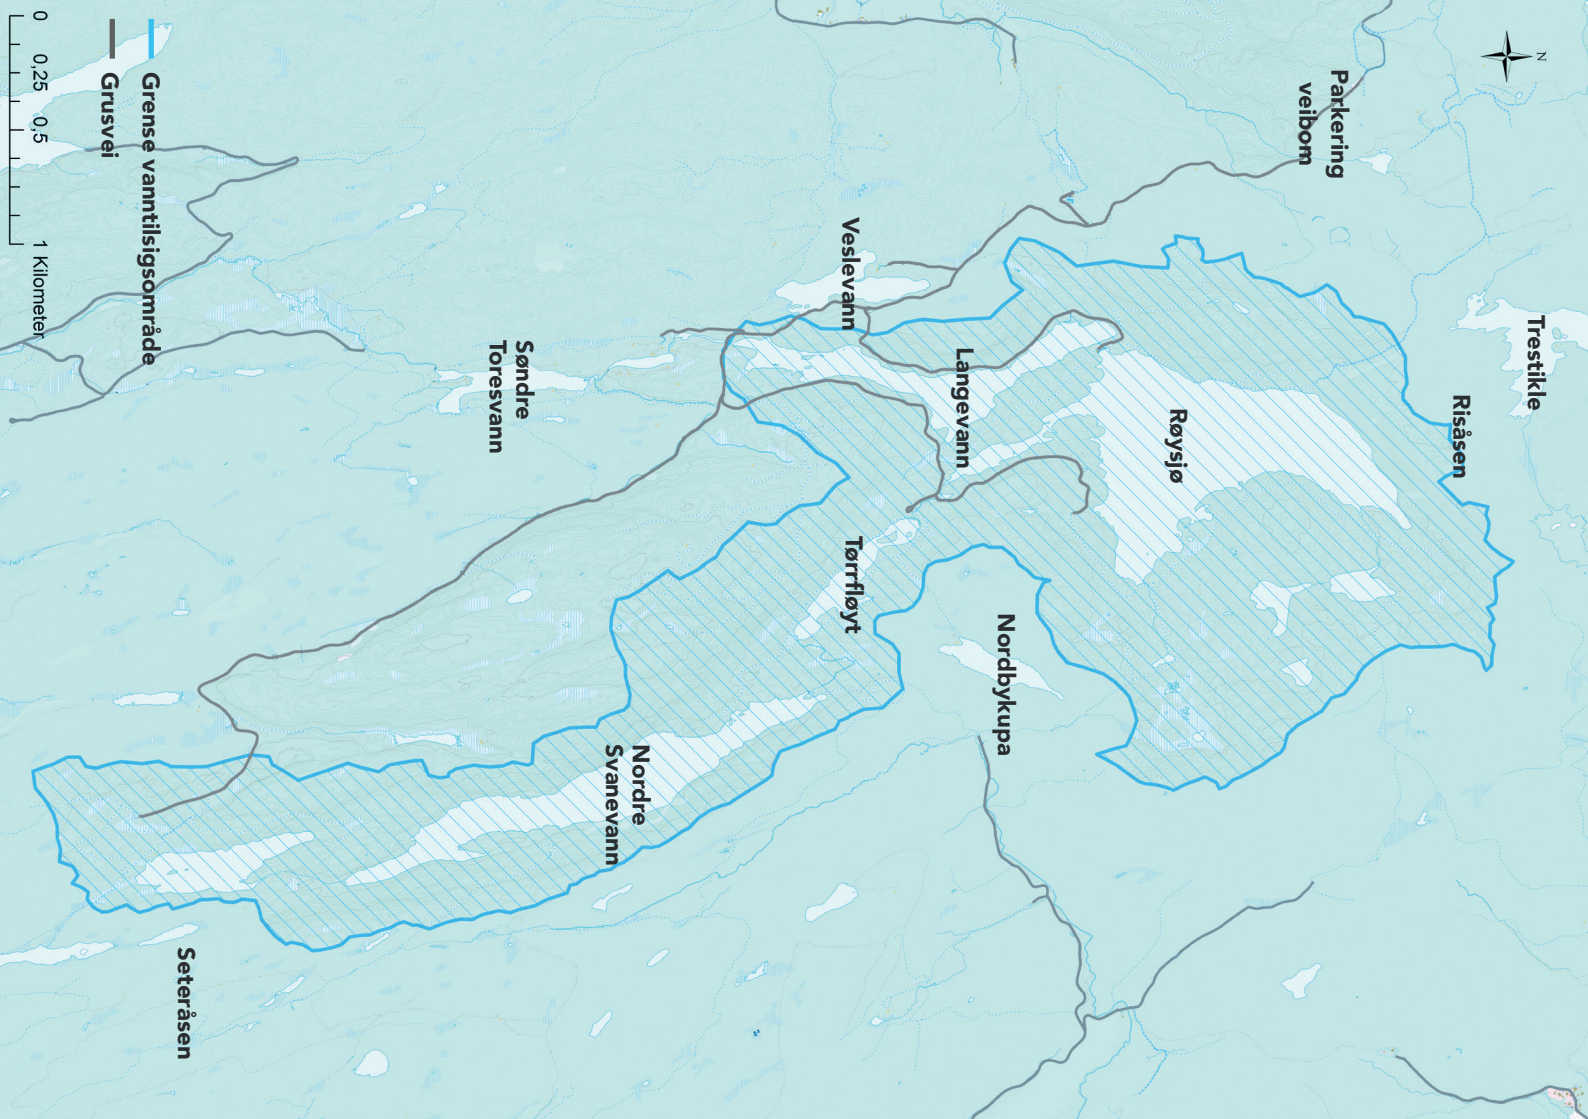 N
Trestikle
Risåsen
Parkering
veibom
Røysjø
Nordbykupa
Langevann
Veslevann
Tørrfløyt
Nordre
Svanevann
Søndre
Toresvann
Seteråsen
Grense vanntilsigsområde
Grusvei
0 0,25 0,5 1 Kilometer